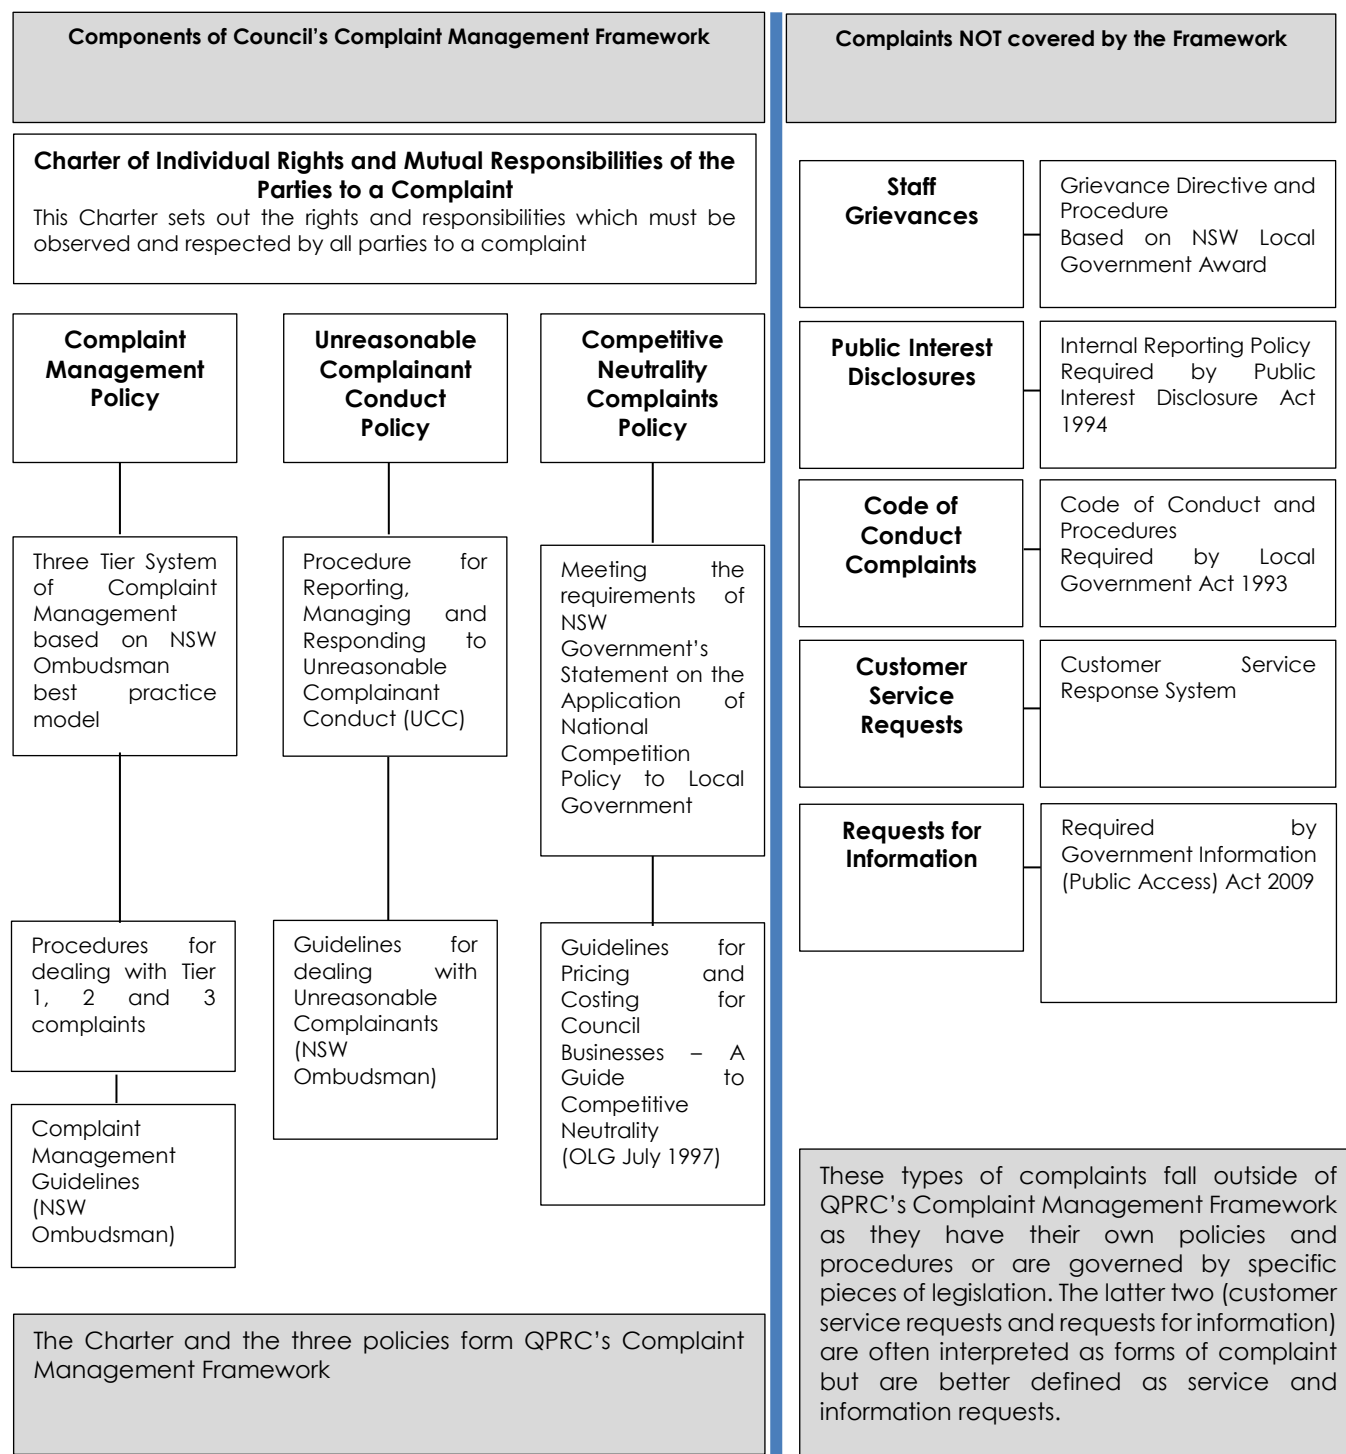 Components of Council's Complaint Management Framework
Charter of Individual Rights and Mutual Responsibilities of the
Parties to a Complaint
This Charter sets out the rights and responsibilities which must be
observed and respected by all parties to a complaint
Complaint
Management
Policy
Three Tier System
of Complaint
Management
based on NSW
Ombudsman
best practice
model
Procedures for
dealing with Tier
1, 2 and 3
complaints
Complaint
Management
Guidelines
(NSW
Ombudsman)
Unreasonable
Complainant
Conduct
Policy
Procedure for
Reporting,
Managing and
Responding to
Unreasonable
Complainant
Conduct (UCC)
Guidelines for
dealing with
Unreasonable
Complainants
(NSW
Ombudsman)
Competitive
Neutrality
Complaints
Policy
Meeting the
requirements of
NSW
Government's
Statement on the
Application of
National
Competition
Policy to Local
Government
Guidelines for
Pricing and
Costing for
Council
Businesses – A
Guide to
Competitive
Neutrality
(OLG July 1997)
The Charter and the three policies form QPRC's Complaint
Management Framework
Complaints NOT covered by the Framework
Staff
Grievances
Grievance Directive and
Procedure
Based on NSW Local
Government Award
Public Interest
Disclosures
Internal Reporting Policy
Required by Public
Interest Disclosure Act
1994
Code of
Conduct
Complaints
Code of Conduct and
Procedures
Required by Local
Government Act 1993
Customer
Service
Requests
Customer Service
Response System
Requests for
Information
Required by
Government Information
(Public Access) Act 2009
These types of complaints fall outside of
QPRC's Complaint Management Framework
as they have their own policies and
procedures or are governed by specific
pieces of legislation. The latter two (customer
service requests and requests for information)
are often interpreted as forms of complaint
but are better defined as service and
information requests.